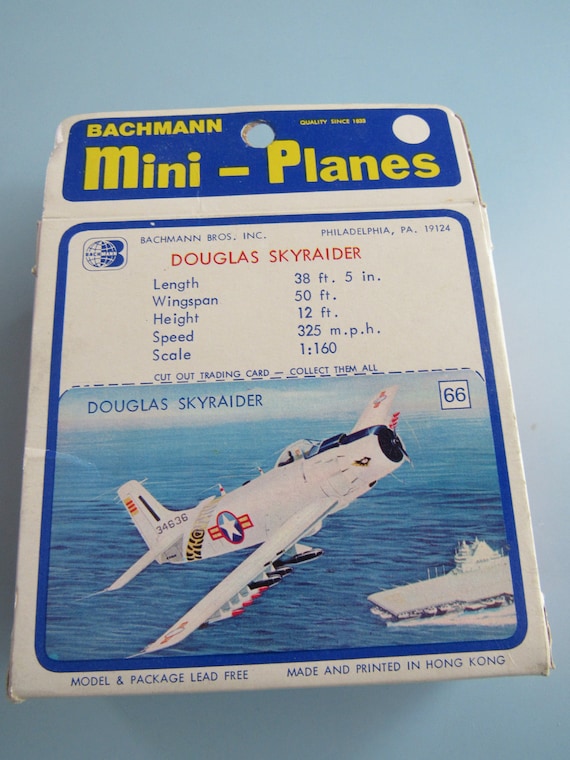 BACHMANN
QUALITY SINCE 1833
Mini - Planes
BACHMANN
BACHMANN BROS. INC. PHILADELPHIA, PA. 19124
DOUGLAS SKYRAIDER
Length 38 ft. 5 in.
Wingspan 50 ft.
Height 12 ft.
Speed 325 m.p.h.
Scale 1:160
CUT OUT TRADING CARD — COLLECT THEM ALL
DOUGLAS SKYRAIDER 66
34636
MODEL & PACKAGE LEAD FREE MADE AND PRINTED IN HONG KONG